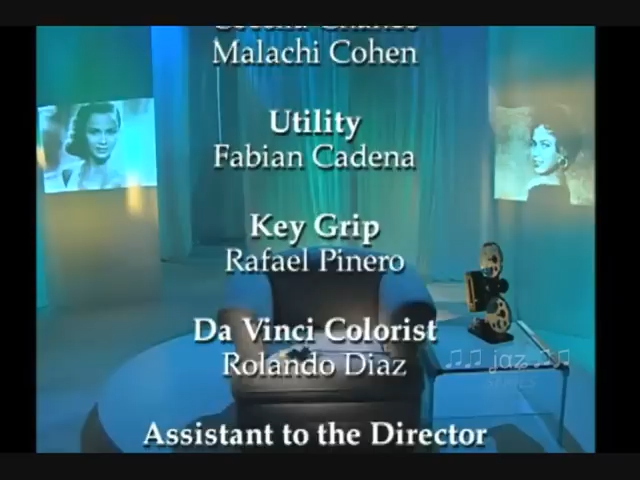 Malachi Cohen
Utility
Fabian Cadena
Key Grip
Rafael Pinero
Da Vinci Colorist
Rolando Diaz
Assistant to the Director